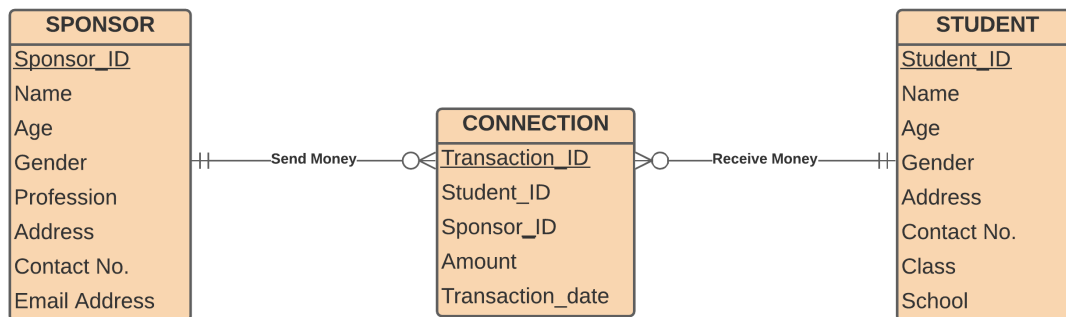 SPONSOR
Sponsor_ID
Name
Age
Gender
Profession
Address
Contact No.
Email Address
Send Money
CONNECTION
Transaction_ID
Student_ID
Sponsor_ID
Amount
Transaction_date
Receive Money
STUDENT
Student_ID
Name
Age
Gender
Address
Contact No.
Class
School